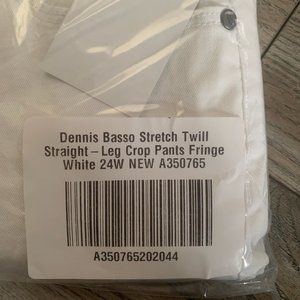 Dennis Basso Stretch Twill
Straight-Leg Crop Pants Fringe
White 24W NEW A350765
A350765202044